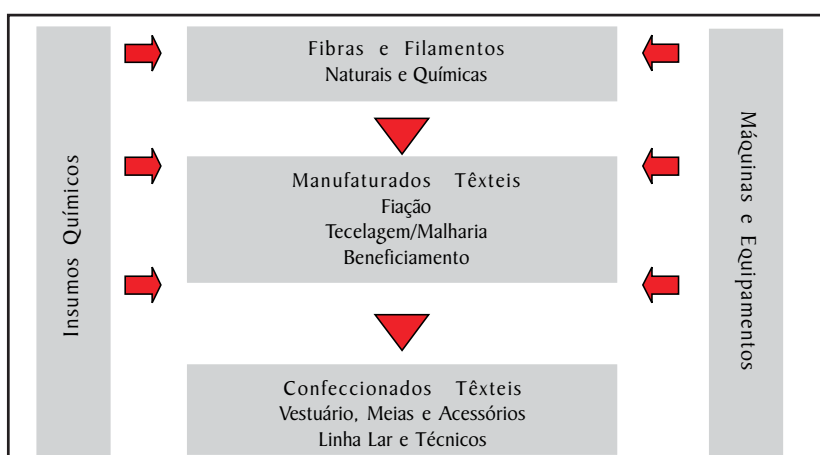 Insumos Químicos
Fibras e Filamentos
Naturais e Químicas
Manufaturados Têxteis
Fiação
Tecelagem/Malharia
Beneficiamento
Confeccionados Têxteis
Vestuário, Meias e Acessórios
Linha Lar e Técnicos
Máquinas e Equipamentos